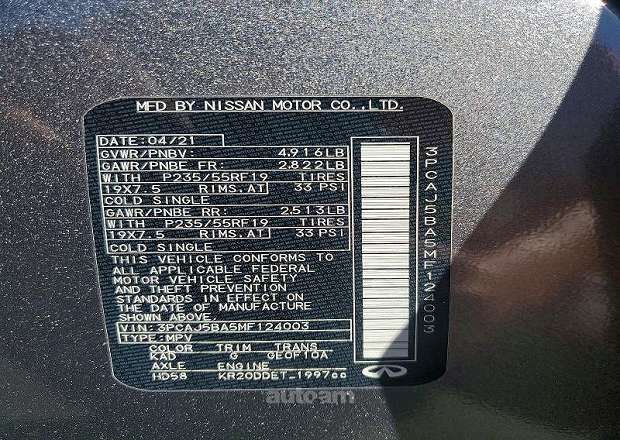 MFD BY NISSAN MOTOR CO.,LTD.
DATE:04/21
GVWR/PNBV: 4,916LB
GAWR/PNBE FR: 2,822LB
WITH P235/55RF19 TIRES
19X7.5 RIMS,AT 33 PSI
COLD SINGLE
GAWR/PNBE RR: 2,513LB
WITH P235/55RF19 TIRES
19X7.5 RIMS,AT 33 PSI
COLD SINGLE
THIS VEHICLE CONFORMS TO
ALL APPLICABLE FEDERAL
MOTOR VEHICLE SAFETY
AND THEFT PREVENTION
STANDARDS IN EFFECT ON
THE DATE OF MANUFACTURE
SHOWN ABOVE.
VIN:3PCAJ5BA5MF124003
TYPE:MPV
COLOR TRIM TRANS
KAD G GEOF10A
AXLE ENGINE
HD58 KR20DDET_1997cc
3PCAJ5BA5MF124003
autoam